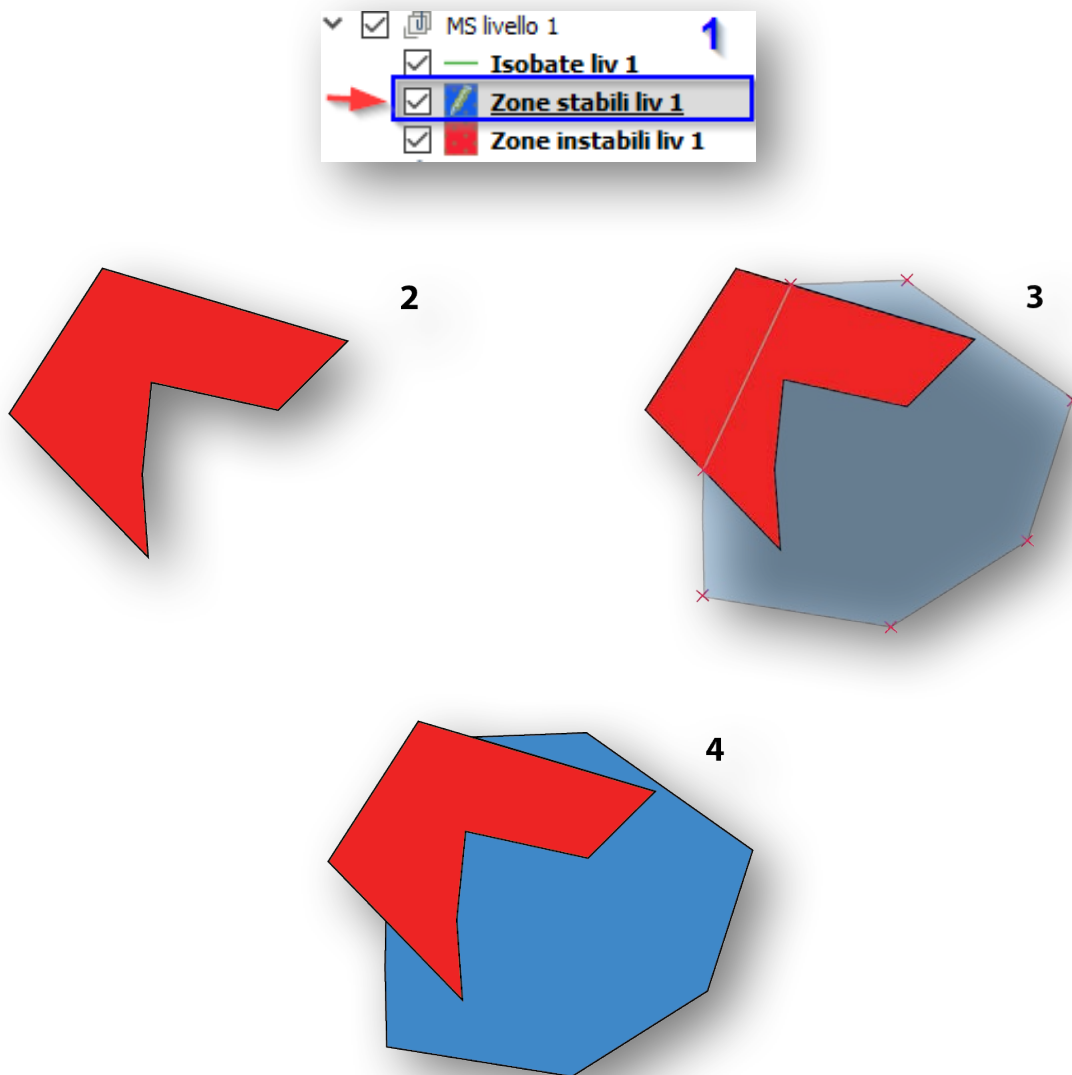 MS livello 1
1
Isobate liv 1
Zone stabili liv 1
Zone instabili liv 1
2
3
4